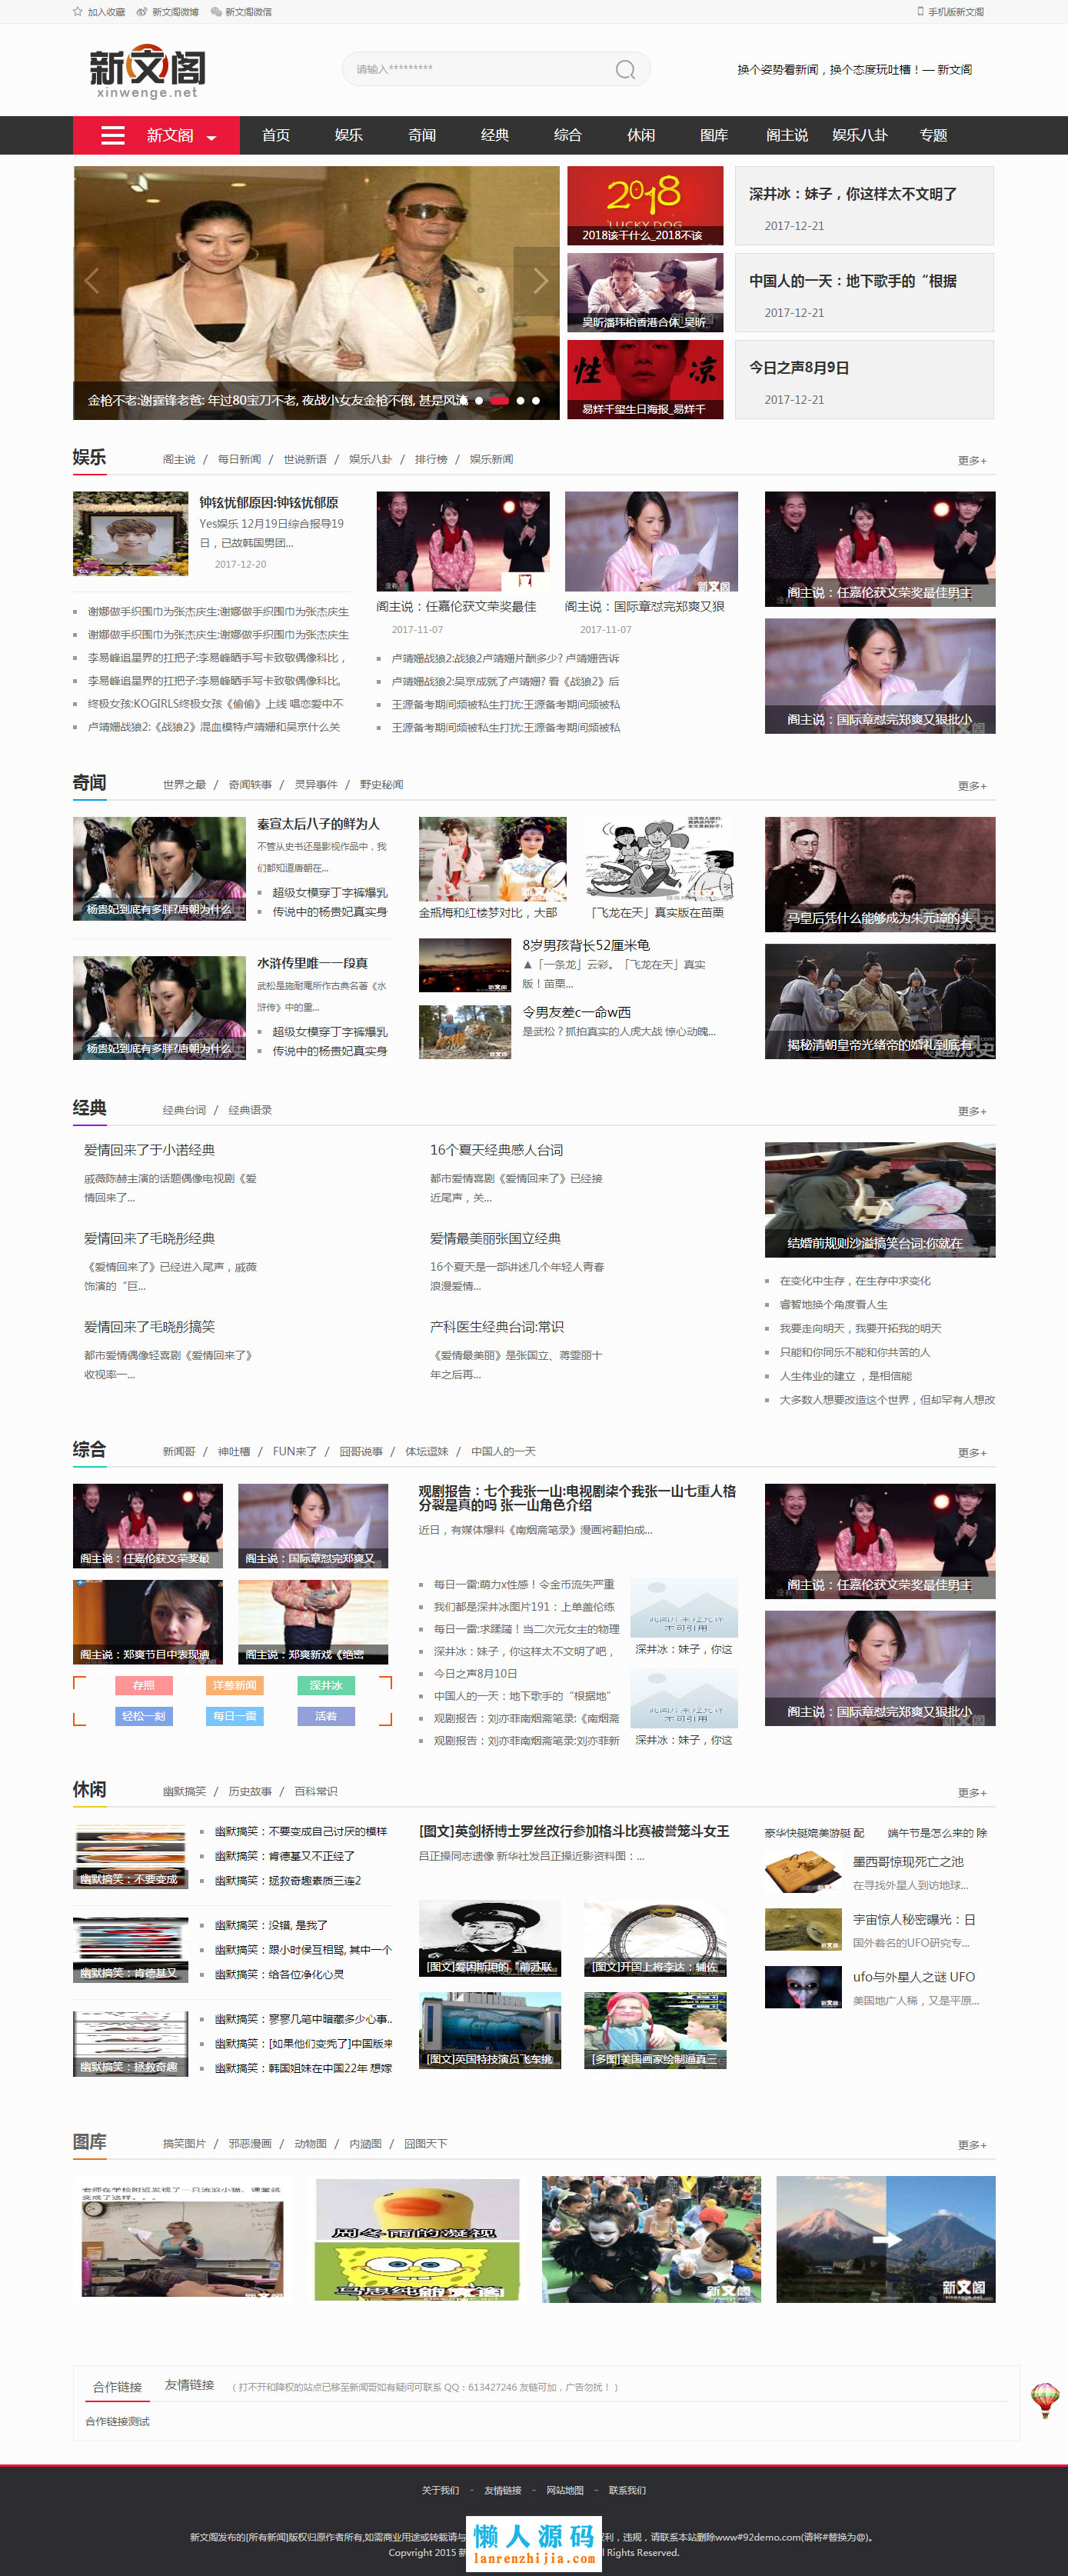 加入收藏 新文阁微博 新文阁微信 手机版新文阁
新文阁
xinwenge.net
请输入*********
换个姿势看新闻，换个态度玩吐槽！— 新文阁
新文阁 首页 娱乐 奇闻 经典 综合 休闲 图库 阁主说 娱乐八卦 专题
金枪不老:谢霆锋老爸: 年过80宝刀不老, 夜战小女友金枪不倒, 甚是风流
2018
LUCKY DOG
2018该干什么_2018不该
吴昕潘玮柏香港合体_吴昕
易烊千玺生日海报_易烊千
深井冰：妹子，你这样太不文明了
2017-12-21
中国人的一天：地下歌手的“根据
2017-12-21
今日之声8月9日
2017-12-21
娱乐 阁主说 / 每日新闻 / 世说新语 / 娱乐八卦 / 排行榜 / 娱乐新闻 更多+
钟铉忧郁原因:钟铉忧郁原
Yes娱乐 12月19日综合报导19
日，已故韩国男团...
2017-12-20
谢娜做手织围巾为张杰庆生:谢娜做手织围巾为张杰庆生
谢娜做手织围巾为张杰庆生:谢娜做手织围巾为张杰庆生
李易峰追星界的扛把子:李易峰晒手写卡致敬偶像科比，
李易峰追星界的扛把子:李易峰晒手写卡致敬偶像科比,
终极女孩:KOGIRLS终极女孩《偷偷》上线 唱恋爱中不
卢靖姗战狼2:《战狼2》混血模特卢靖姗和吴京什么关
阁主说：任嘉伦获文荣奖最佳
2017-11-07
阁主说：国际章怼完郑爽又狠
2017-11-07
卢靖姗战狼2:战狼2卢靖姗片酬多少? 卢靖姗告诉
卢靖姗战狼2:吴京成就了卢靖姗? 看《战狼2》后
王源备考期间频被私生打扰:王源备考期间频被私
王源备考期间频被私生打扰:王源备考期间频被私
阁主说：任嘉伦获文荣奖最佳男主
阁主说：国际章怼完郑爽又狠批小
奇闻 世界之最 / 奇闻轶事 / 灵异事件 / 野史秘闻 更多+
杨贵妃到底有多胖?唐朝为什么
秦宣太后八子的鲜为人
不管从史书还是影视作品中，我
们都知道唐朝在...
超级女模穿丁字裤爆乳
传说中的杨贵妃真实身
杨贵妃到底有多胖?唐朝为什么
水浒传里唯一一段真
武松是施耐庵所作古典名著《水
浒传》中的重...
超级女模穿丁字裤爆乳
传说中的杨贵妃真实身
金瓶梅和红楼梦对比，大部
「飞龙在天」真实版在苗栗
8岁男孩背长52厘米龟
▲「一条龙」云彩。「飞龙在天」真实
版！苗栗...
令男友差c一命w西
是武松？抓拍真实的人虎大战 惊心动魄...
马皇后凭什么能够成为朱元璋的头
揭秘清朝皇帝光绪帝的婚礼到底有
经典 经典台词 / 经典语录 更多+
爱情回来了于小诺经典
戚薇陈赫主演的话题偶像电视剧《爱
情回来了...
16个夏天经典感人台词
都市爱情喜剧《爱情回来了》已经接
近尾声，关...
爱情回来了毛晓彤经典
《爱情回来了》已经进入尾声，戚薇
饰演的“巨...
爱情最美丽张国立经典
16个夏天是一部讲述几个年轻人青春
浪漫爱情...
爱情回来了毛晓彤搞笑
都市爱情偶像轻喜剧《爱情回来了》
收视率一...
产科医生经典台词:常识
《爱情最美丽》是张国立、蒋雯丽十
年之后再...
结婚前规则沙溢搞笑台词:你就在
在变化中生存，在生存中求变化
睿智地换个角度看人生
我要走向明天，我要开拓我的明天
只能和你同乐不能和你共苦的人
人生伟业的建立 ，是相信能
大多数人想要改造这个世界，但却罕有人想改
综合 新闻哥 / 神吐槽 / FUN来了 / 囧哥说事 / 体坛逗妹 / 中国人的一天 更多+
阁主说：任嘉伦获文荣奖最
阁主说：国际章怼完郑爽又
阁主说：郑爽节目中表现遭
阁主说：郑爽新戏《绝密
存照 洋葱新闻 深井冰
轻松一刻 每日一雷 活着
观剧报告：七个我张一山:电视剧柒个我张一山七重人格
分裂是真的吗 张一山角色介绍
近日，有媒体爆料《南烟斋笔录》漫画将翻拍成...
每日一雷:萌力x性感！令金币流失严重
我们都是深井冰图片191：上单盖伦练
每日一雷:求蹂躏！当二次元女主的物理
深井冰：妹子，你这样太不文明了吧，
今日之声8月10日
中国人的一天：地下歌手的“根据地”
观剧报告：刘亦菲南烟斋笔录:《南烟斋
观剧报告：刘亦菲南烟斋笔录:刘亦菲新
此图片未经允许
不可引用
深井冰：妹子，你这
此图片未经允许
不可引用
深井冰：妹子，你这
阁主说：任嘉伦获文荣奖最佳男主
阁主说：国际章怼完郑爽又狠批小
休闲 幽默搞笑 / 历史故事 / 百科常识 更多+
幽默搞笑：不要变成
幽默搞笑：不要变成自己讨厌的模样
幽默搞笑：肯德基又不正经了
幽默搞笑：拯救奇趣素质三连2
幽默搞笑：肯德基又
幽默搞笑：没错, 是我了
幽默搞笑：跟小时候互相骂, 其中一个
幽默搞笑：给各位净化心灵
幽默搞笑：拯救奇趣
幽默搞笑：寥寥几笔中暗藏多少心事..
幽默搞笑：[如果他们变秃了]中国版来
幽默搞笑：韩国姐妹在中国22年 想嫁
[图文]英剑桥博士罗丝改行参加格斗比赛被誉笼斗女王
吕正操同志遗像 新华社发吕正操近影资料图：...
[图文]爱因斯坦的「前苏联
[图文]开国上将李达：辅佐
[图文]英国特技演员飞车挑
[多图]美国画家绘制逼真三
豪华快艇媲美游艇 配 端午节是怎么来的 除
墨西哥惊现死亡之池
在寻找外星人到访地球...
宇宙惊人秘密曝光：日
国外着名的UFO研究专...
ufo与外星人之谜 UFO
美国地广人稀，又是平原...
图库 搞笑图片 / 邪恶漫画 / 动物图 / 内涵图 / 囧图天下 更多+
周冬雨的凝视
新文阁
合作链接 友情链接 （ 打不开和降权的站点已移至新闻哥如有疑问可联系 QQ：613427246 友链可加，广告勿扰！ ）
合作链接测试
关于我们 - 友情链接 - 网站地图 - 联系我们
新文阁发布的[所有新闻]版权归原作者所有,如需商业用途或转载请与 权利，违规，请联系本站删除www#92demo.com(请将#替换为@)。
Copyright 2015 新 All Rights Reserved.
懒人源码
lanrenzhijia.com